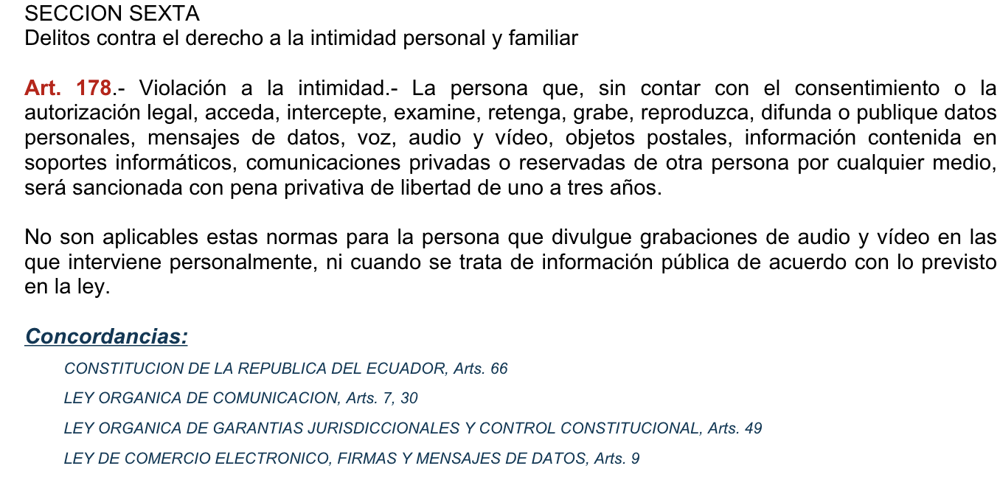 SECCION SEXTA
Delitos contra el derecho a la intimidad personal y familiar
Art. 178.- Violación a la intimidad.- La persona que, sin contar con el consentimiento o la
autorización legal, acceda, intercepte, examine, retenga, grabe, reproduzca, difunda o publique datos
personales, mensajes de datos, voz, audio y vídeo, objetos postales, información contenida en
soportes informáticos, comunicaciones privadas o reservadas de otra persona por cualquier medio,
será sancionada con pena privativa de libertad de uno a tres años.
No son aplicables estas normas para la persona que divulgue grabaciones de audio y vídeo en las
que interviene personalmente, ni cuando se trata de información pública de acuerdo con lo previsto
en la ley.
Concordancias:
CONSTITUCION DE LA REPUBLICA DEL ECUADOR, Arts. 66
LEY ORGANICA DE COMUNICACION, Arts. 7, 30
LEY ORGANICA DE GARANTIAS JURISDICCIONALES Y CONTROL CONSTITUCIONAL, Arts. 49
LEY DE COMERCIO ELECTRONICO, FIRMAS Y MENSAJES DE DATOS, Arts. 9